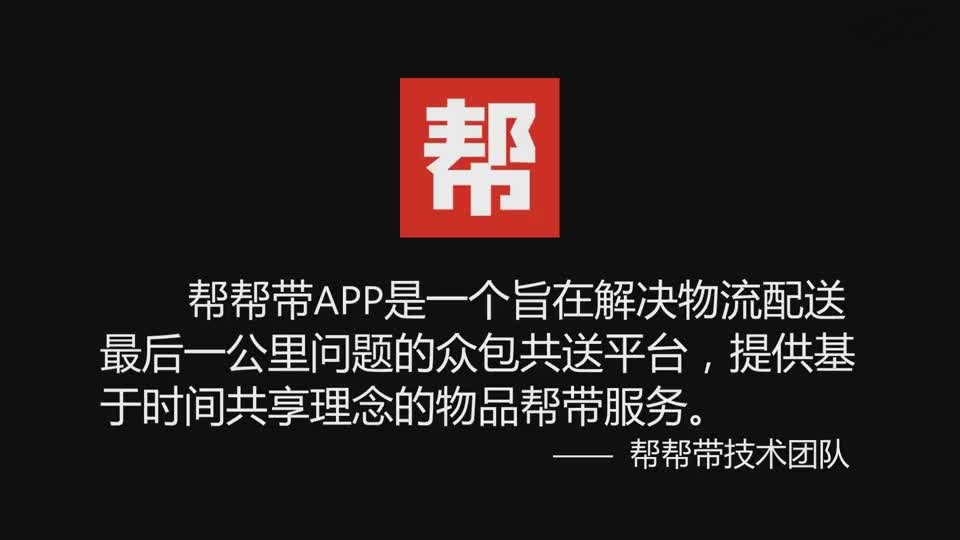 帮
帮帮带APP是一个旨在解决物流配送
最后一公里问题的众包共送平台，提供基
于时间共享理念的物品帮带服务。
—— 帮帮带技术团队